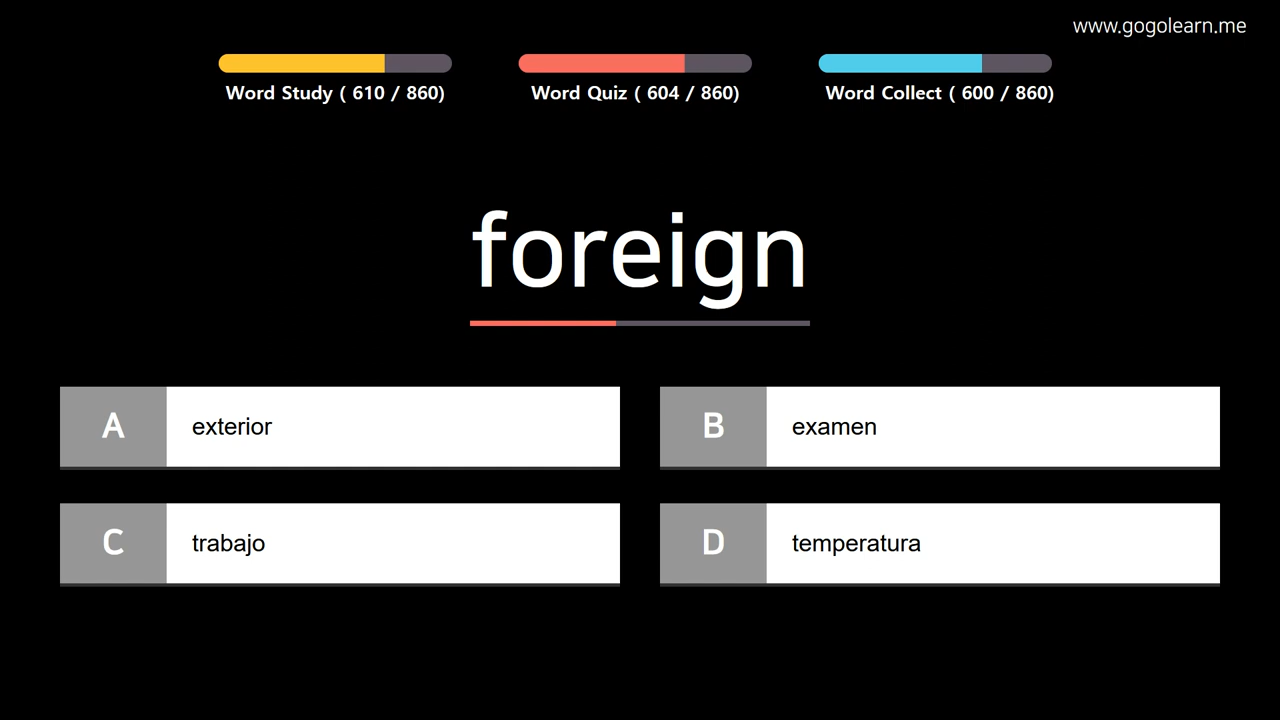 www.gogolearn.me
Word Study ( 610 / 860)
Word Quiz ( 604 / 860)
Word Collect ( 600 / 860)
foreign
A
exterior
B
examen
C
trabajo
D
temperatura